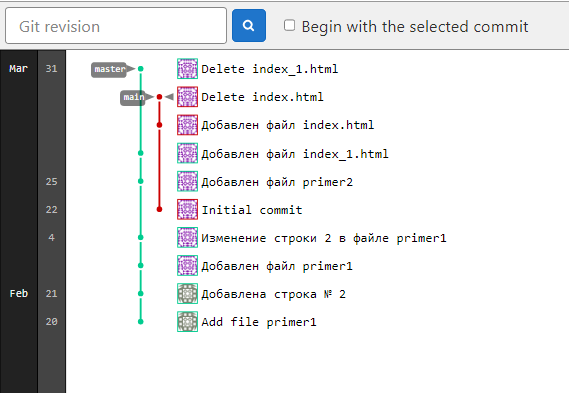 Git revision Begin with the selected commit
Mar 31 master Delete index_1.html
main Delete index.html
Добавлен файл index.html
Добавлен файл index_1.html
25 Добавлен файл primer2
22 Initial commit
4 Изменение строки 2 в файле primer1
Добавлен файл primer1
Feb 21 Добавлена строка № 2
20 Add file primer1